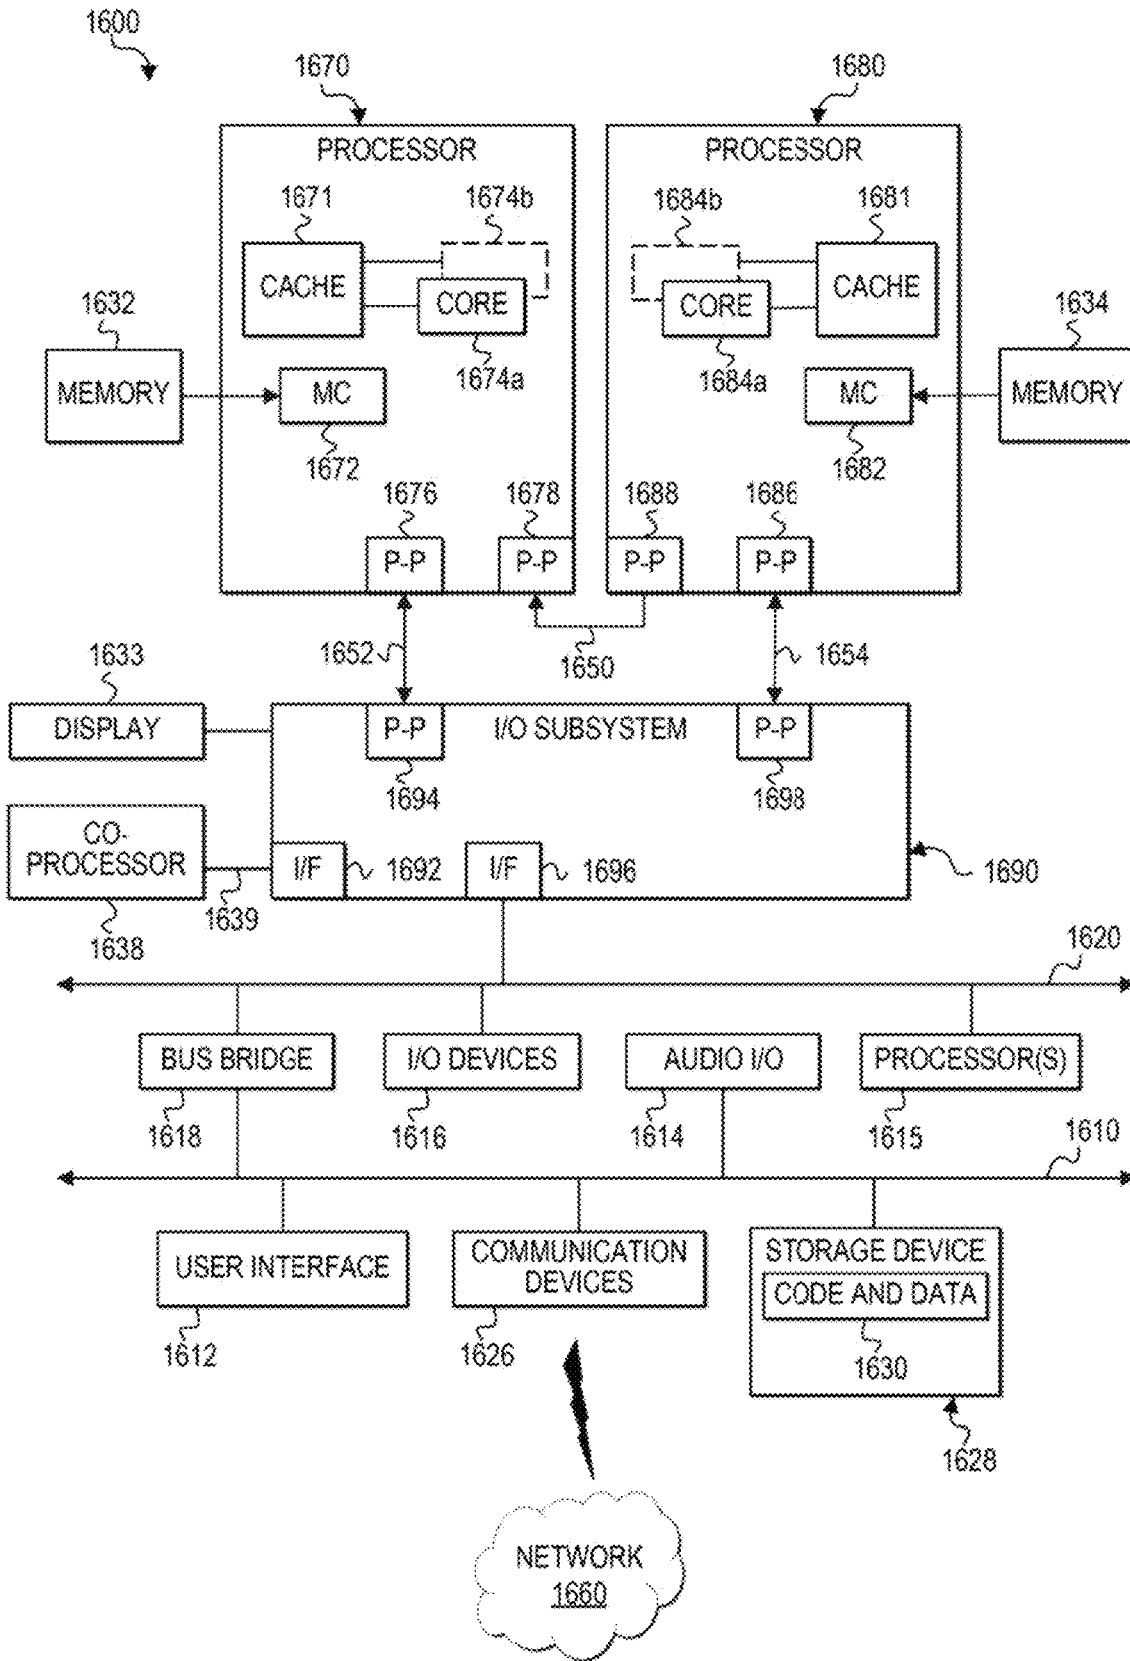 1600
1670
1680
PROCESSOR
PROCESSOR
1671
1674b
1684b
1681
CACHE
CORE
CORE
CACHE
1632
1634
1674a
1684a
MEMORY
MC
MC
MEMORY
1672
1682
1676
1678
1688
1686
P-P
P-P
P-P
P-P
1652
1650
1654
1633
DISPLAY
P-P
I/O SUBSYSTEM
P-P
1694
1698
CO-
PROCESSOR
I/F
1692
I/F
1696
1690
1639
1638
1620
BUS BRIDGE
I/O DEVICES
AUDIO I/O
PROCESSOR(S)
1618
1616
1614
1615
1610
USER INTERFACE
COMMUNICATION
DEVICES
STORAGE DEVICE
CODE AND DATA
1612
1626
1630
1628
NETWORK
1660